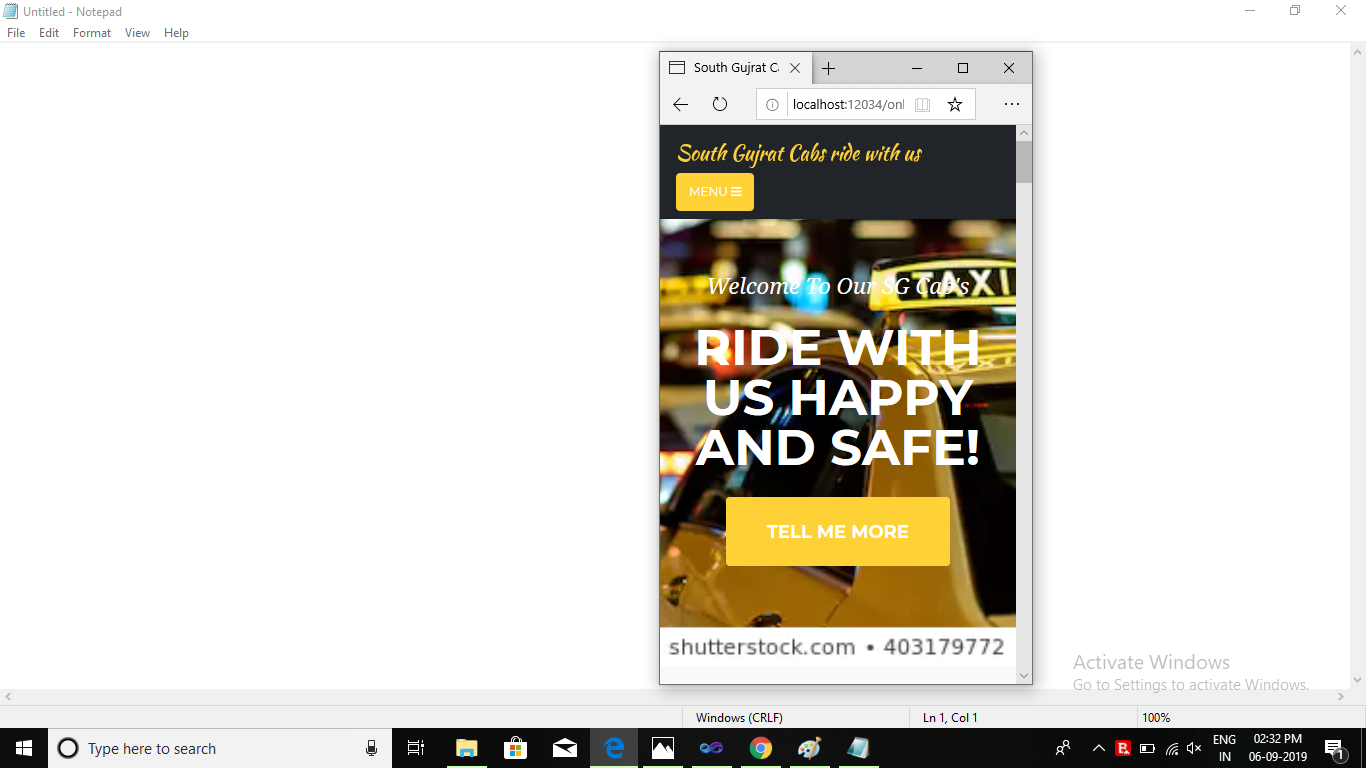 Untitled - Notepad
File Edit Format View Help
South Gujrat Ca
localhost:12034/onl
South Gujrat Cabs ride with us
MENU
TAXI
Welcome To Our SG Cab's
RIDE WITH
US HAPPY
AND SAFE!
TELL ME MORE
shutterstock.com • 403179772
Activate Windows
Go to Settings to activate Windows.
Windows (CRLF) Ln 1, Col 1 100%
Type here to search
ENG 02:32 PM
IN 06-09-2019 1